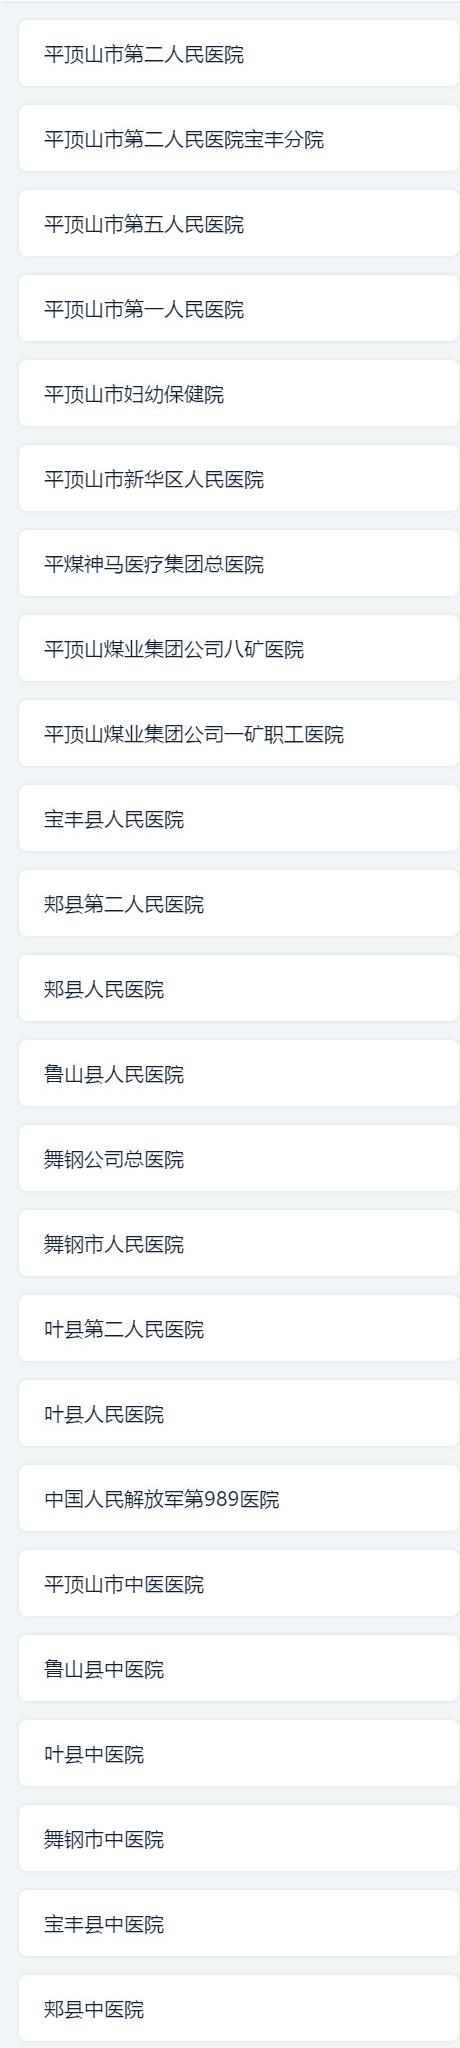 平顶山市第二人民医院
平顶山市第二人民医院宝丰分院
平顶山市第五人民医院
平顶山市第一人民医院
平顶山市妇幼保健院
平顶山市新华区人民医院
平煤神马医疗集团总医院
平顶山煤业集团公司八矿医院
平顶山煤业集团公司一矿职工医院
宝丰县人民医院
郏县第二人民医院
郏县人民医院
鲁山县人民医院
舞钢公司总医院
舞钢市人民医院
叶县第二人民医院
叶县人民医院
中国人民解放军第989医院
平顶山市中医医院
鲁山县中医院
叶县中医院
舞钢市中医院
宝丰县中医院
郏县中医院